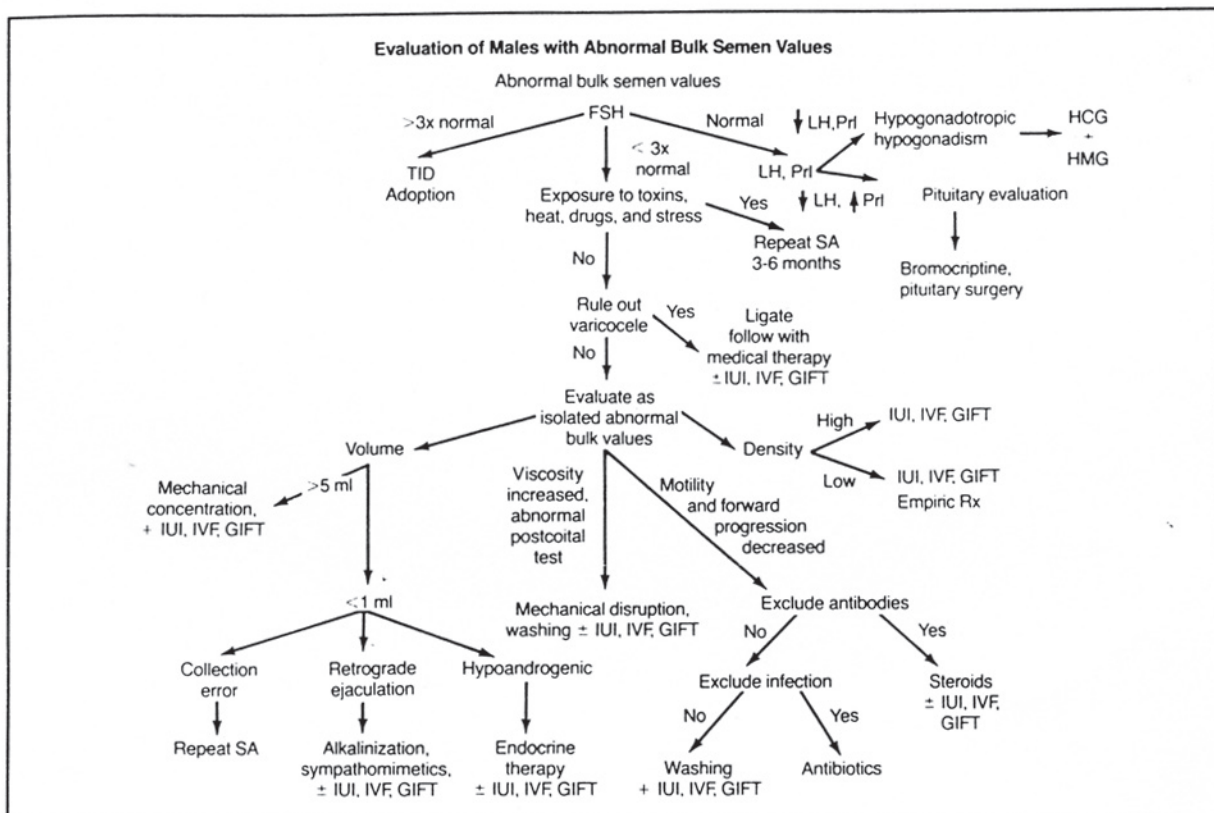 Evaluation of Males with Abnormal Bulk Semen Values
Abnormal bulk semen values
>3x normal
FSH
Normal
↓ LH, Prl
Hypogonadotropic
hypogonadism
HCG
+
HMG
< 3x
normal
TID
Adoption
LH, Prl
↓ LH, ↑ Prl
Pituitary evaluation
Exposure to toxins,
heat, drugs, and stress
Yes
Repeat SA
3-6 months
Bromocriptine,
pituitary surgery
No
Rule out
varicocele
Yes
Ligate
follow with
medical therapy
± IUI, IVF, GIFT
No
Evaluate as
isolated abnormal
bulk values
Volume
Density
High
IUI, IVF, GIFT
Low
IUI, IVF, GIFT
Empiric Rx
>5 ml
Mechanical
concentration,
+ IUI, IVF, GIFT
Viscosity
increased,
abnormal
postcoital
test
Motility
and forward
progression
decreased
<1 ml
Mechanical disruption,
washing ± IUI, IVF, GIFT
Exclude antibodies
No
Yes
Collection
error
Retrograde
ejaculation
Hypoandrogenic
Exclude infection
Steroids
± IUI, IVF,
GIFT
No
Yes
Repeat SA
Alkalinization,
sympathomimetics,
± IUI, IVF, GIFT
Endocrine
therapy
± IUI, IVF, GIFT
Washing
+ IUI, IVF, GIFT
Antibiotics